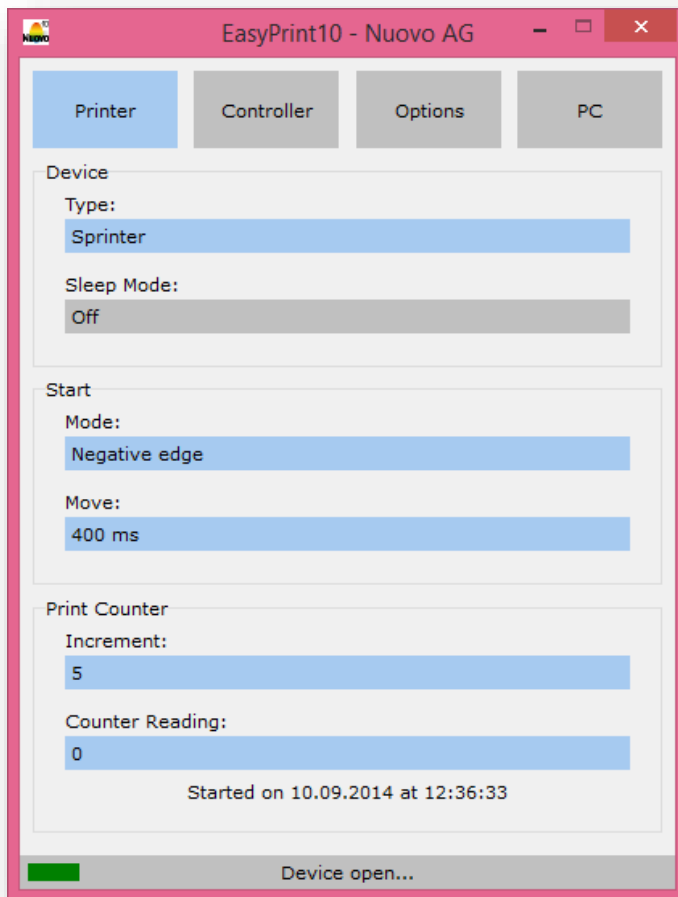 NUOVO 10
EasyPrint10 - Nuovo AG
Printer Controller Options PC
Device
Type:
Sprinter
Sleep Mode:
Off
Start
Mode:
Negative edge
Move:
400 ms
Print Counter
Increment:
5
Counter Reading:
0
Started on 10.09.2014 at 12:36:33
Device open...